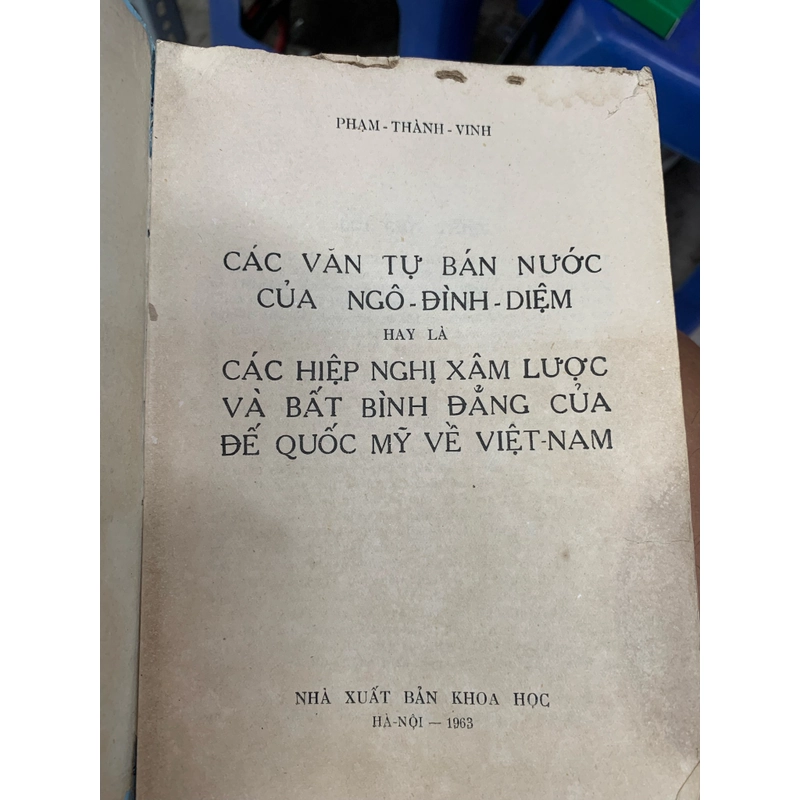 PHẠM - THÀNH - VINH
CÁC VĂN TỰ BÁN NƯỚC
CỦA NGÔ - ĐÌNH - DIỆM
HAY LÀ
CÁC HIỆP NGHỊ XÂM LƯỢC
VÀ BẤT BÌNH ĐẲNG CỦA
ĐẾ QUỐC MỸ VỀ VIỆT-NAM
NHÀ XUẤT BẢN KHOA HỌC
HÀ-NỘI — 1963